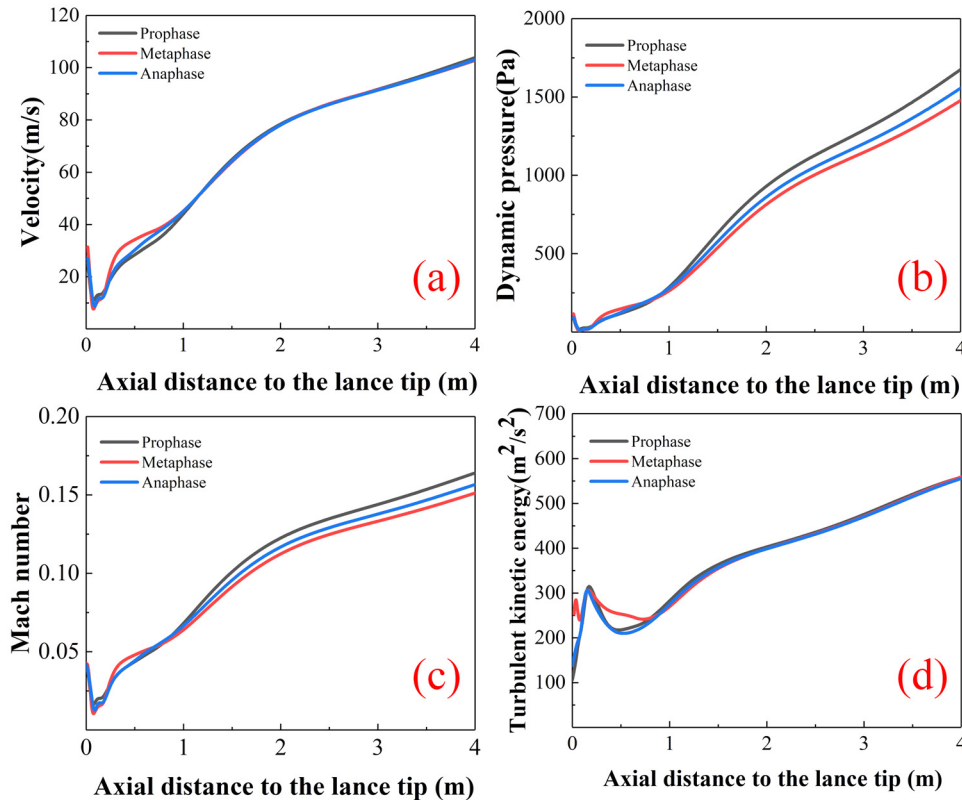 120
100
80
60
40
20
Velocity(m/s)
Prophase
Metaphase
Anaphase
(a)
0
1
2
3
4
Axial distance to the lance tip (m)
2000
1500
1000
500
Dynamic pressure(Pa)
Prophase
Metaphase
Anaphase
(b)
0
1
2
3
4
Axial distance to the lance tip (m)
0.20
0.15
0.10
0.05
Mach number
Prophase
Metaphase
Anaphase
(c)
0
1
2
3
4
Axial distance to the lance tip (m)
700
600
500
400
300
200
100
Turbulent kinetic energy(m²/s²)
Prophase
Metaphase
Anaphase
(d)
0
1
2
3
4
Axial distance to the lance tip (m)